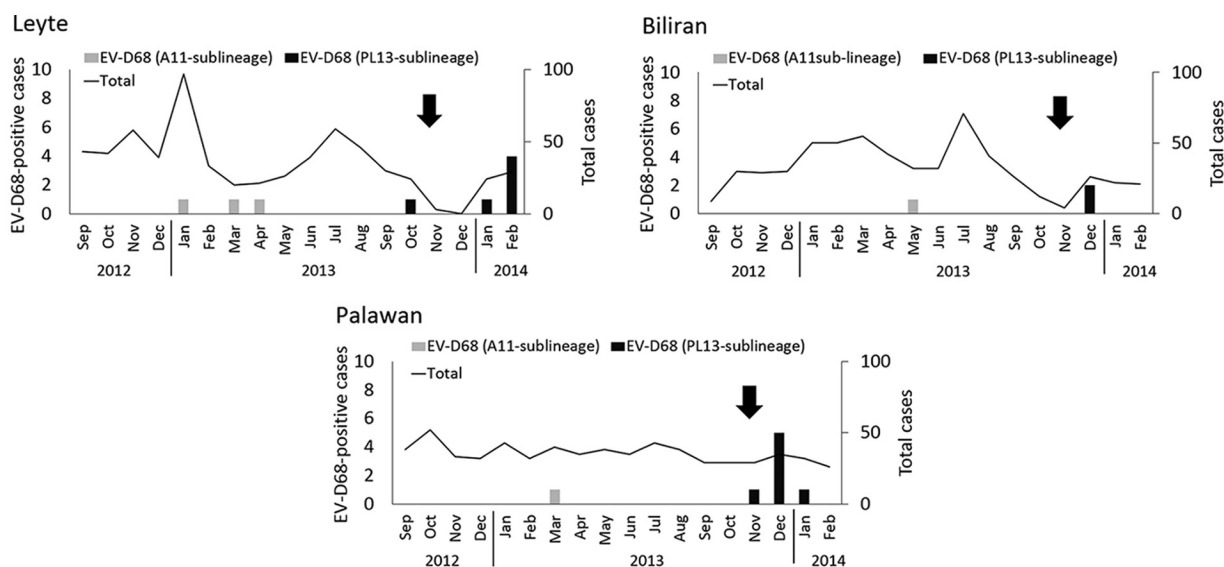 Leyte
EV-D68 (A11-sublineage) EV-D68 (PL13-sublineage)
Total
EV-D68-positive cases
10
8
6
4
2
0
100
50
0
Total cases
Sep Oct Nov Dec Jan Feb Mar Apr May Jun Jul Aug Sep Oct Nov Dec Jan Feb
2012 2013 2014
Biliran
EV-D68 (A11sub-lineage) EV-D68 (PL13-sublineage)
Total
EV-D68-positive cases
10
8
6
4
2
0
100
50
0
Total cases
Sep Oct Nov Dec Jan Feb Mar Apr May Jun Jul Aug Sep Oct Nov Dec Jan Feb
2012 2013 2014
Palawan
EV-D68 (A11-sublineage) EV-D68 (PL13-sublineage)
Total
EV-D68-positive cases
10
8
6
4
2
0
100
50
0
Total cases
Sep Oct Nov Dec Jan Feb Mar Apr May Jun Jul Aug Sep Oct Nov Dec Jan Feb
2012 2013 2014